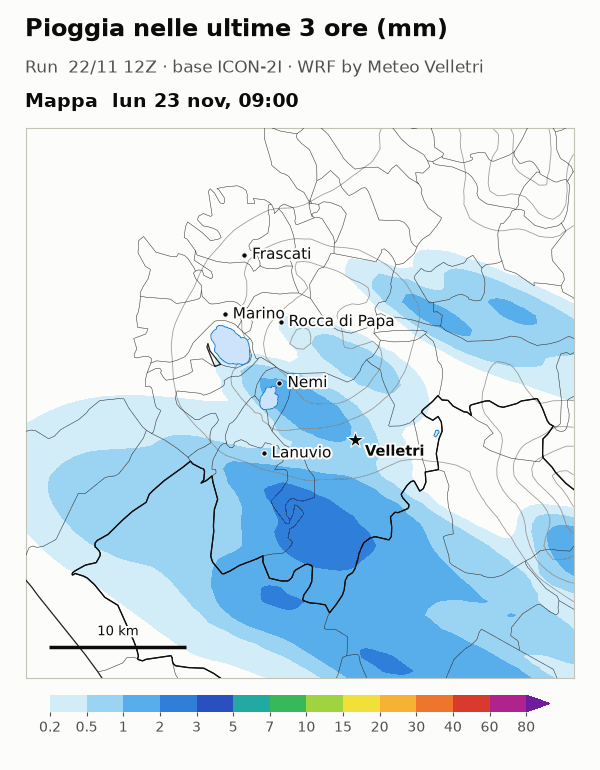 Pioggia nelle ultime 3 ore (mm)
Run  22/11 12Z · base ICON-2I · WRF by Meteo Velletri
Mappa  lun 23 nov, 09:00
Frascati
Marino
Rocca di Papa
Nemi
Velletri
Lanuvio
10 km
0.2 0.5 1 2 3 5 7 10 15 20 30 40 60 80